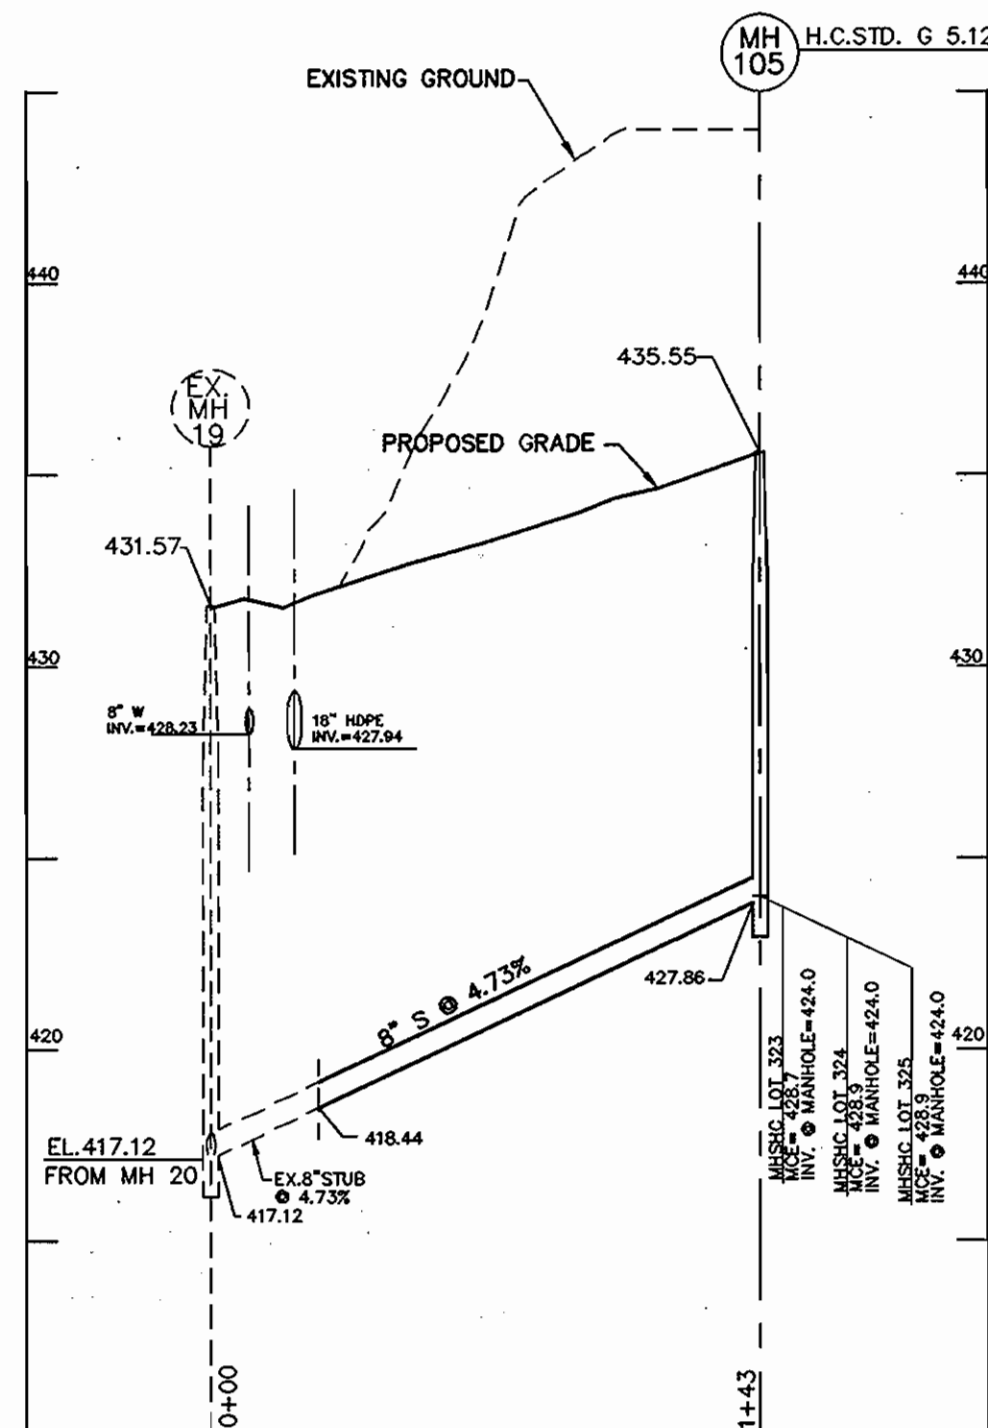 MH
105
H.C.STD. G 5.12
EXISTING GROUND
440
440
435.55
EX.
MH
19
PROPOSED GRADE
431.57
430
430
8" W
INV.=428.23
18" HDPE
INV.=427.94
8" S @ 4.73%
427.86
420
420
MHSHC LOT 323
MCE= 428.7
INV. @ MANHOLE=424.0
MHSHC LOT 324
MCE= 428.9
INV. @ MANHOLE=424.0
MHSHC LOT 325
MCE= 428.9
INV. @ MANHOLE=424.0
418.44
EL.417.12
FROM MH 20
EX.8"STUB
@ 4.73%
417.12
0+00
1+43